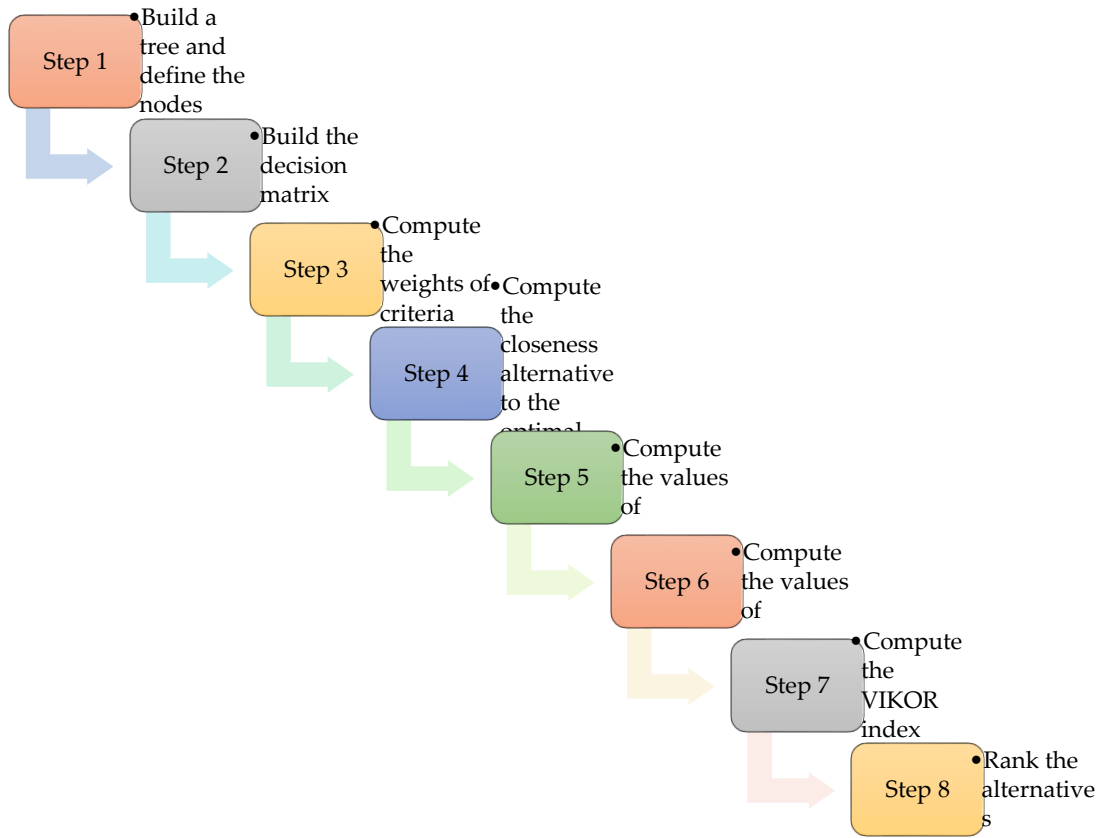 Step 1
• Build a
tree and
define the
nodes
Step 2
• Build the
decision
matrix
Step 3
• Compute
the
weights of
criteria
Step 4
• Compute
the
closeness
alternative
to the
optimal
Step 5
• Compute
the values
of
Step 6
• Compute
the values
of
Step 7
• Compute
the
VIKOR
index
Step 8
• Rank the
alternative
s